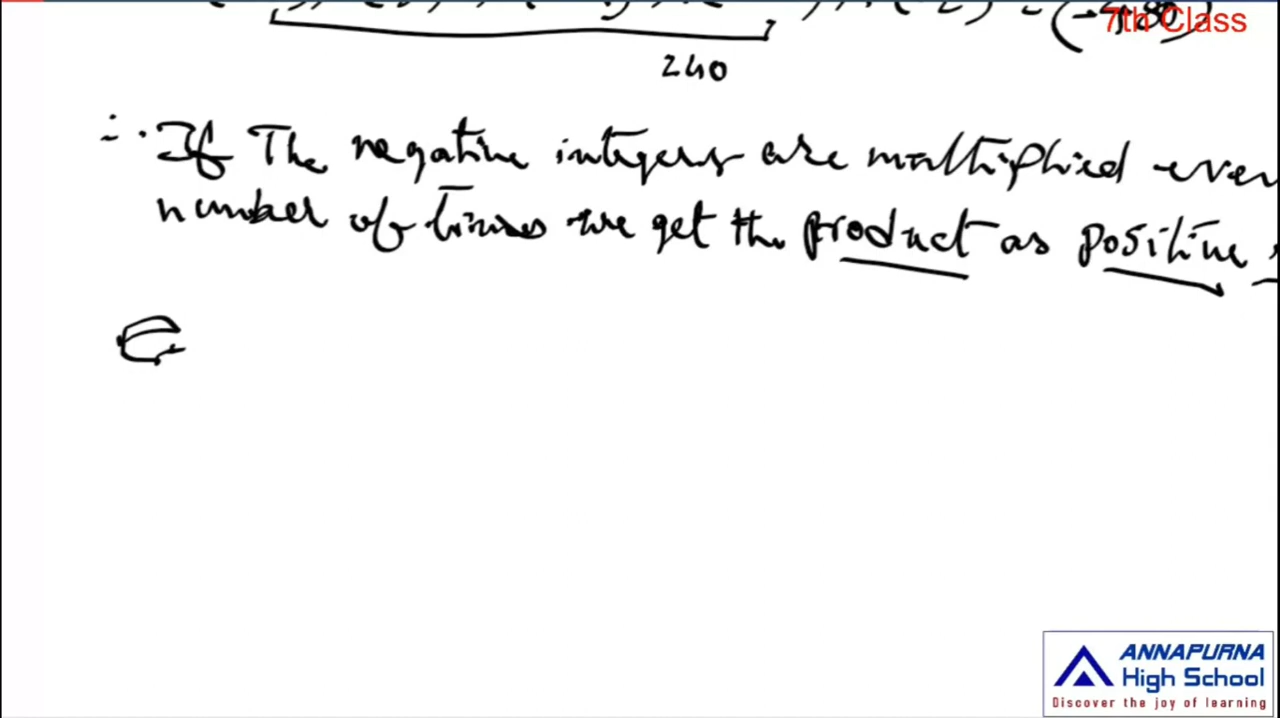 7th Class
240
∴ If The negative integers are multiplied even
number of times we get the product as positive
ANNAPURNA
High School
Discover the joy of learning